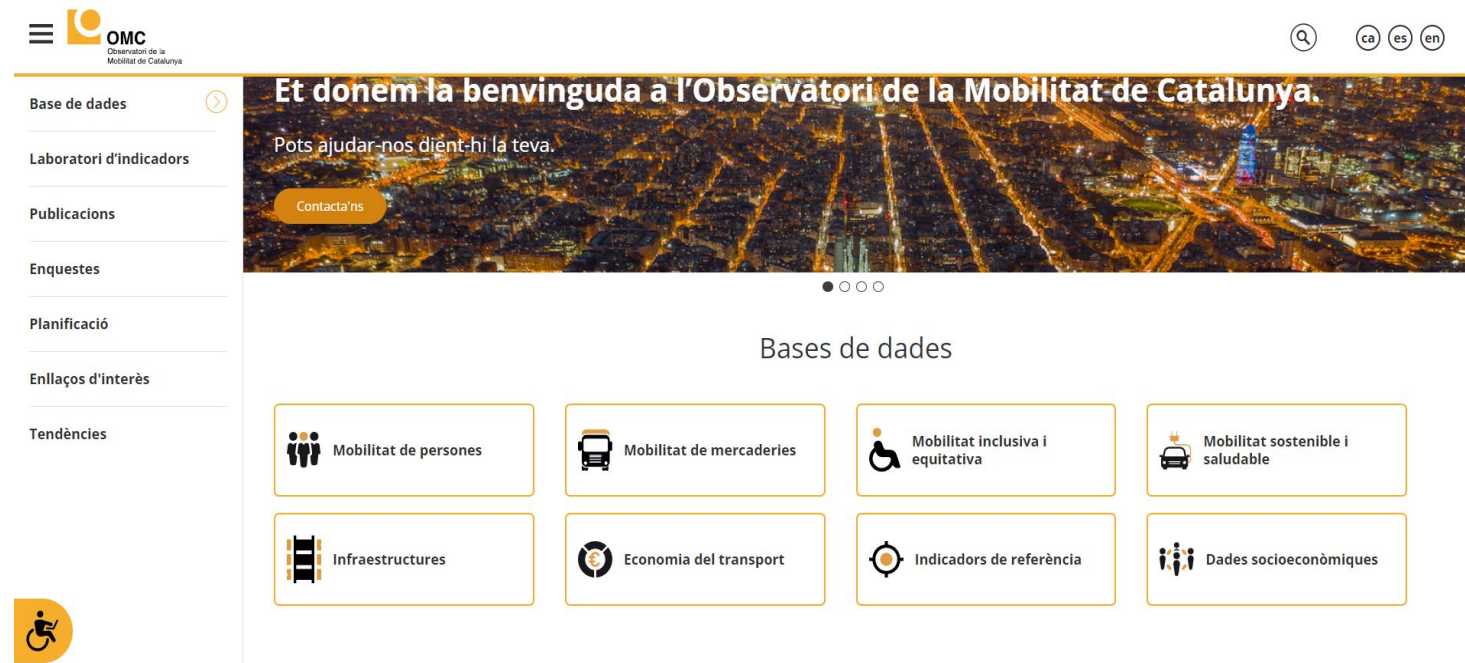 OMC
Observatori de la
Mobilitat de Catalunya
ca es en
Base de dades
Laboratori d'indicadors
Publicacions
Enquestes
Planificació
Enllaços d'interès
Tendències
Et donem la benvinguda a l'Observatori de la Mobilitat de Catalunya.
Pots ajudar-nos dient-hi la teva.
Contacta'ns
Bases de dades
Mobilitat de persones
Mobilitat de mercaderies
Mobilitat inclusiva i
equitativa
Mobilitat sostenible i
saludable
Infraestructures
€
Economia del transport
Indicadors de referència
Dades socioeconòmiques